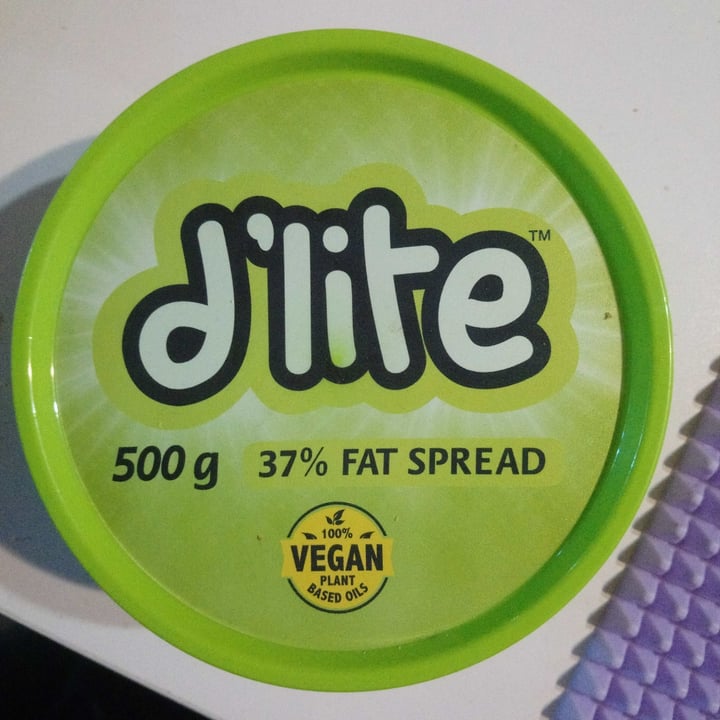 d'lite™
500 g 37% FAT SPREAD
100%
VEGAN
PLANT
BASED OILS